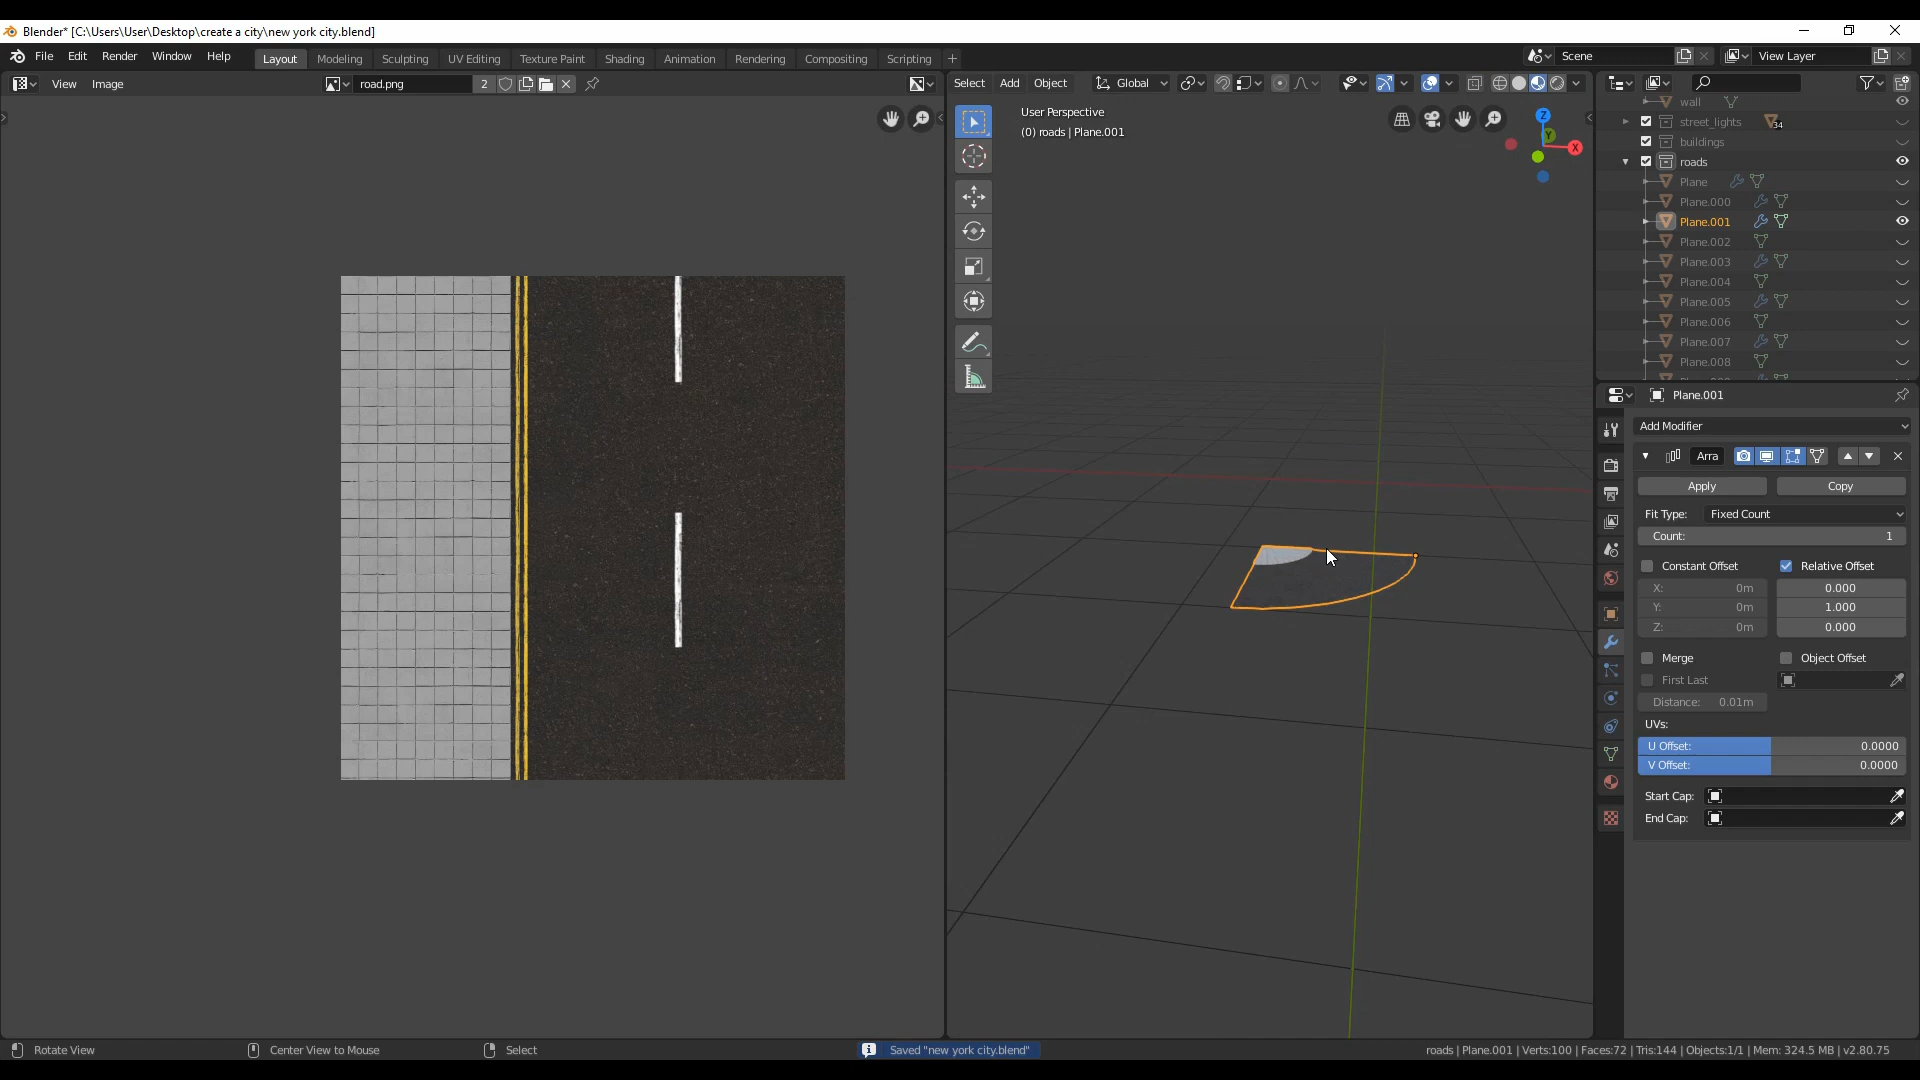 Blender* [C:\Users\User\Desktop\create a city\new york city.blend]
File Edit Render Window Help Layout Modeling Sculpting UV Editing Texture Paint Shading Animation Rendering Compositing Scripting + Scene View Layer
View Image road.png 2 Select Add Object Global
User Perspective
(0) roads | Plane.001
Z
Y
X
wall
street_lights 34
buildings
roads
Plane
Plane.000
Plane.001
Plane.002
Plane.003
Plane.004
Plane.005
Plane.006
Plane.007
Plane.008
Plane.001
Add Modifier
Arra
Apply Copy
Fit Type: Fixed Count
Count: 1
Constant Offset Relative Offset
X: 0m 0.000
Y: 0m 1.000
Z: 0m 0.000
Merge Object Offset
First Last
Distance: 0.01m
UVs:
U Offset: 0.0000
V Offset: 0.0000
Start Cap:
End Cap:
Rotate View Center View to Mouse Select Saved "new york city.blend" roads | Plane.001 | Verts:100 | Faces:72 | Tris:144 | Objects:1/1 | Mem: 324.5 MB | v2.80.75